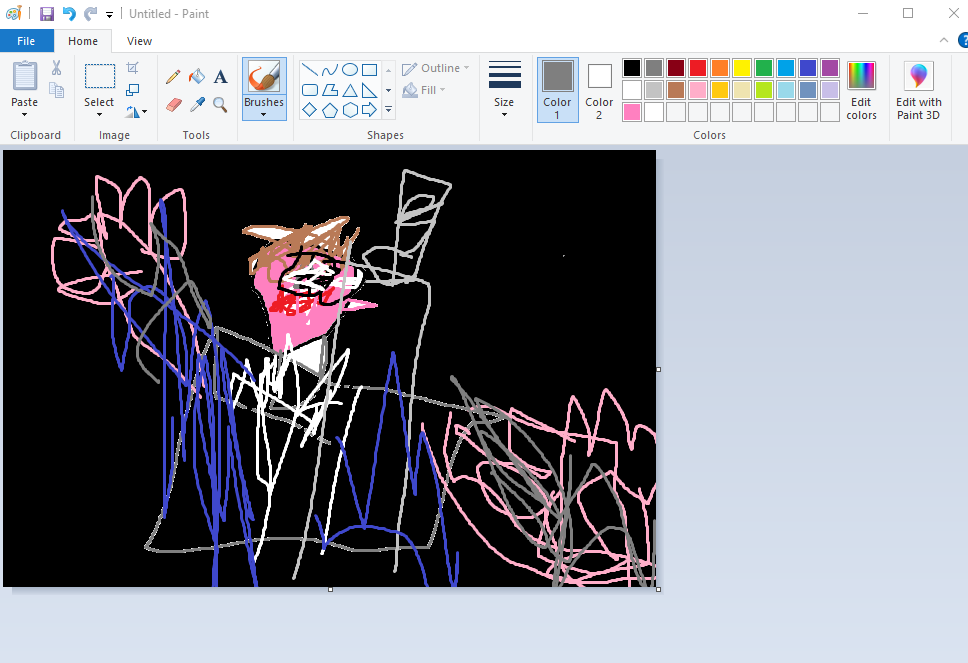 Untitled - Paint
File Home View
Paste Select Brushes Outline Fill Size Color 1 Color 2 Edit colors Edit with Paint 3D
A
Clipboard Image Tools Shapes Colors